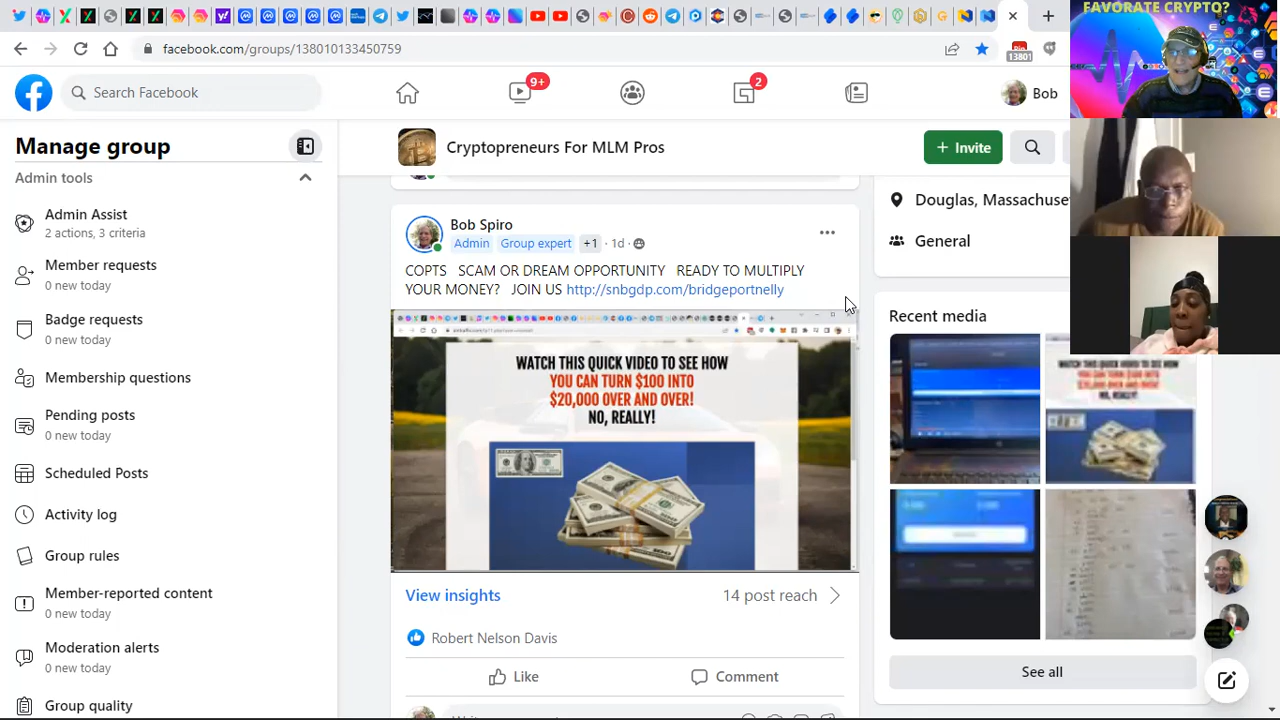 facebook.com/groups/138010133450759
13801
FAVORATE CRYPTO?
Search Facebook
9+
2
Bob
Manage group
Admin tools
Admin Assist
2 actions, 3 criteria
Member requests
0 new today
Badge requests
0 new today
Membership questions
Pending posts
0 new today
Scheduled Posts
Activity log
Group rules
Member-reported content
0 new today
Moderation alerts
0 new today
Group quality
Cryptopreneurs For MLM Pros
+ Invite
Bob Spiro
Admin Group expert +1 · 1d ·
COPTS SCAM OR DREAM OPPORTUNITY READY TO MULTIPLY
YOUR MONEY? JOIN US http://snbgdp.com/bridgeportnelly
WATCH THIS QUICK VIDEO TO SEE HOW
YOU CAN TURN $100 INTO
$20,000 OVER AND OVER!
NO, REALLY!
View insights
14 post reach
Robert Nelson Davis
Like
Comment
Douglas, Massachuse
General
Recent media
See all